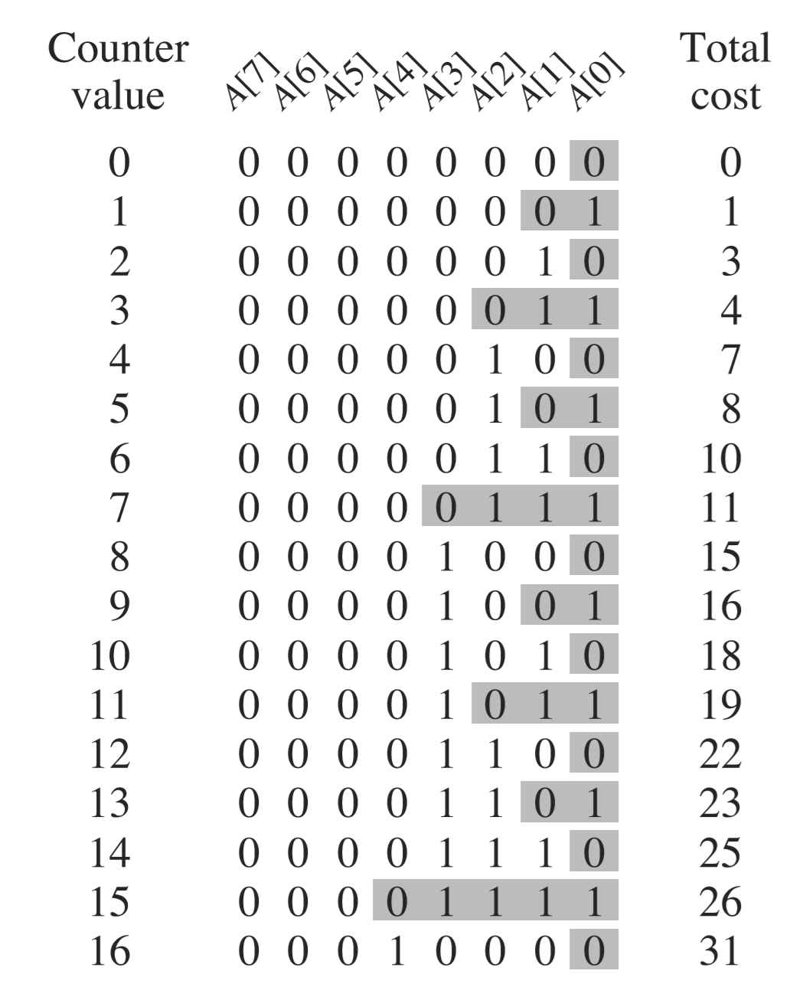 Counter value A[7] A[6] A[5] A[4] A[3] A[2] A[1] A[0] Total cost
0 0 0 0 0 0 0 0 0 0
1 0 0 0 0 0 0 0 1 1
2 0 0 0 0 0 0 1 0 3
3 0 0 0 0 0 0 1 1 4
4 0 0 0 0 0 1 0 0 7
5 0 0 0 0 0 1 0 1 8
6 0 0 0 0 0 1 1 0 10
7 0 0 0 0 0 1 1 1 11
8 0 0 0 0 1 0 0 0 15
9 0 0 0 0 1 0 0 1 16
10 0 0 0 0 1 0 1 0 18
11 0 0 0 0 1 0 1 1 19
12 0 0 0 0 1 1 0 0 22
13 0 0 0 0 1 1 0 1 23
14 0 0 0 0 1 1 1 0 25
15 0 0 0 0 1 1 1 1 26
16 0 0 0 1 0 0 0 0 31